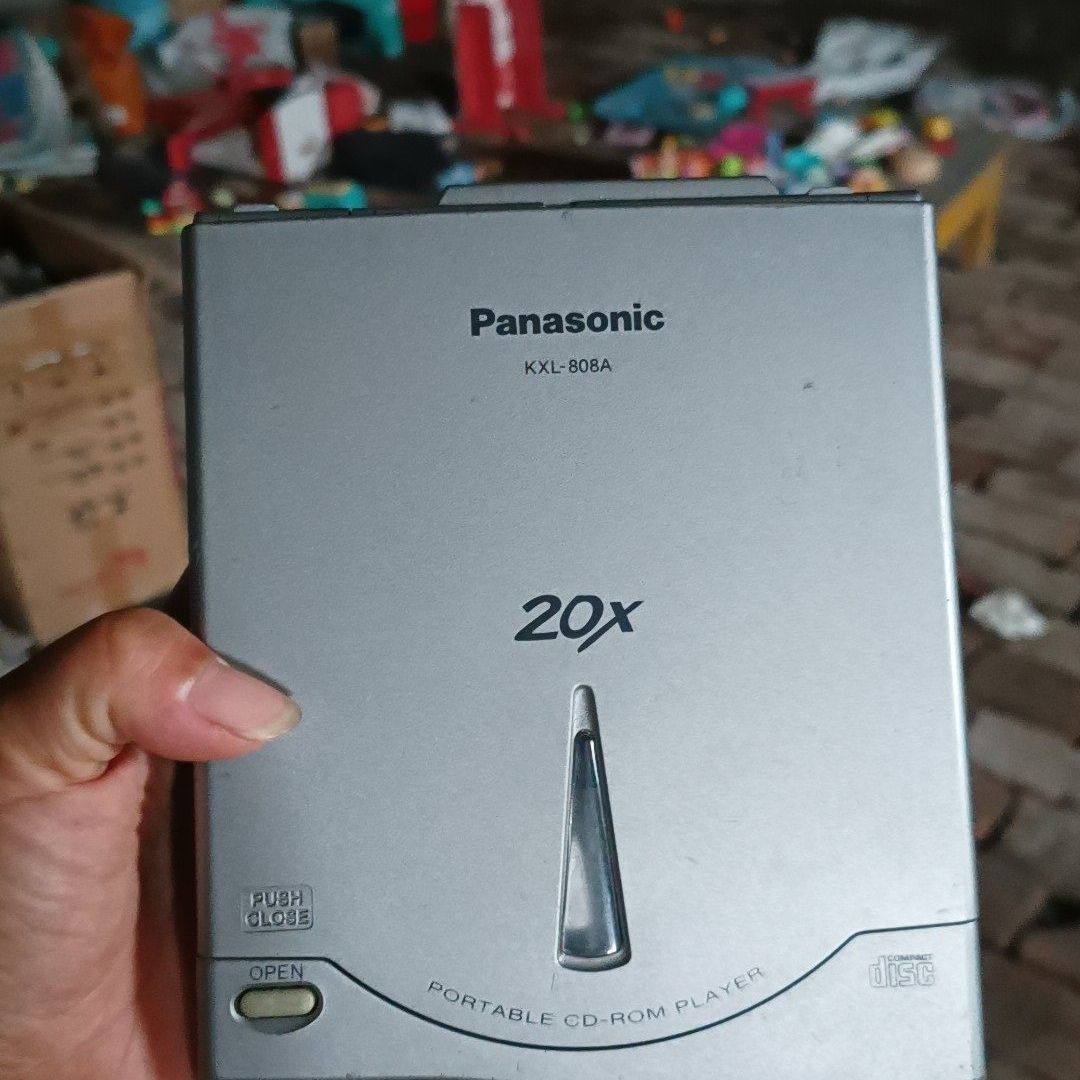 Panasonic
KXL-808A
20X
PUSH
CLOSE
OPEN
PORTABLE CD-ROM PLAYER
COMPACT
disc